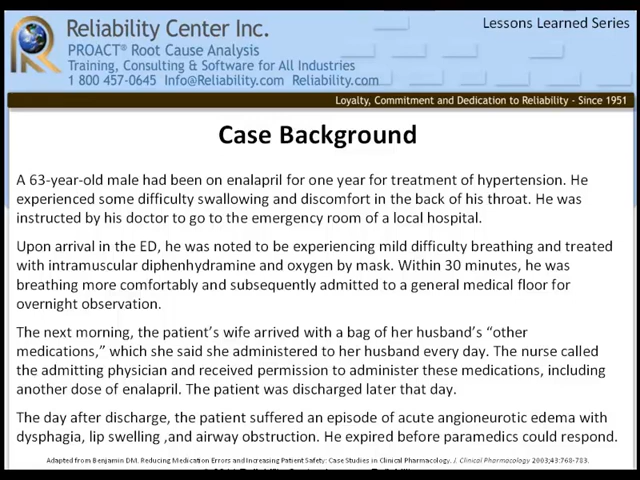 Reliability Center Inc.
Lessons Learned Series
PROACT® Root Cause Analysis
Training, Consulting & Software for All Industries
1 800 457-0645 Info@Reliability.com Reliability.com
Loyalty, Commitment and Dedication to Reliability - Since 1951
Case Background
A 63-year-old male had been on enalapril for one year for treatment of hypertension. He
experienced some difficulty swallowing and discomfort in the back of his throat. He was
instructed by his doctor to go to the emergency room of a local hospital.
Upon arrival in the ED, he was noted to be experiencing mild difficulty breathing and treated
with intramuscular diphenhydramine and oxygen by mask. Within 30 minutes, he was
breathing more comfortably and subsequently admitted to a general medical floor for
overnight observation.
The next morning, the patient's wife arrived with a bag of her husband's “other
medications,” which she said she administered to her husband every day. The nurse called
the admitting physician and received permission to administer these medications, including
another dose of enalapril. The patient was discharged later that day.
The day after discharge, the patient suffered an episode of acute angioneurotic edema with
dysphagia, lip swelling ,and airway obstruction. He expired before paramedics could respond.
Adapted from Benjamin DM. Reducing Medication Errors and Increasing Patient Safety: Case Studies in Clinical Pharmacology. J. Clinical Pharmacology 2003;43:768-783.